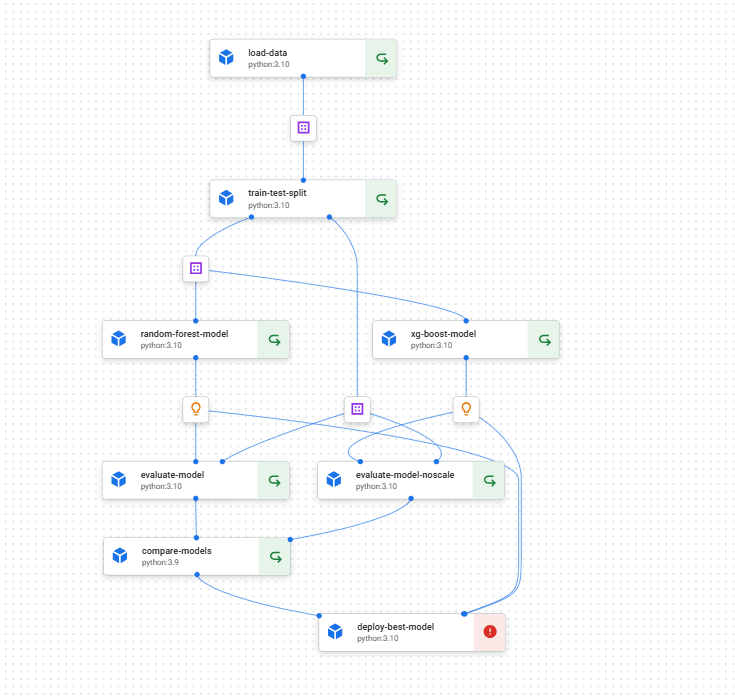 load-data
python:3.10
train-test-split
python:3.10
random-forest-model
python:3.10
xg-boost-model
python:3.10
evaluate-model
python:3.10
evaluate-model-noscale
python:3.10
compare-models
python:3.9
deploy-best-model
python:3.10